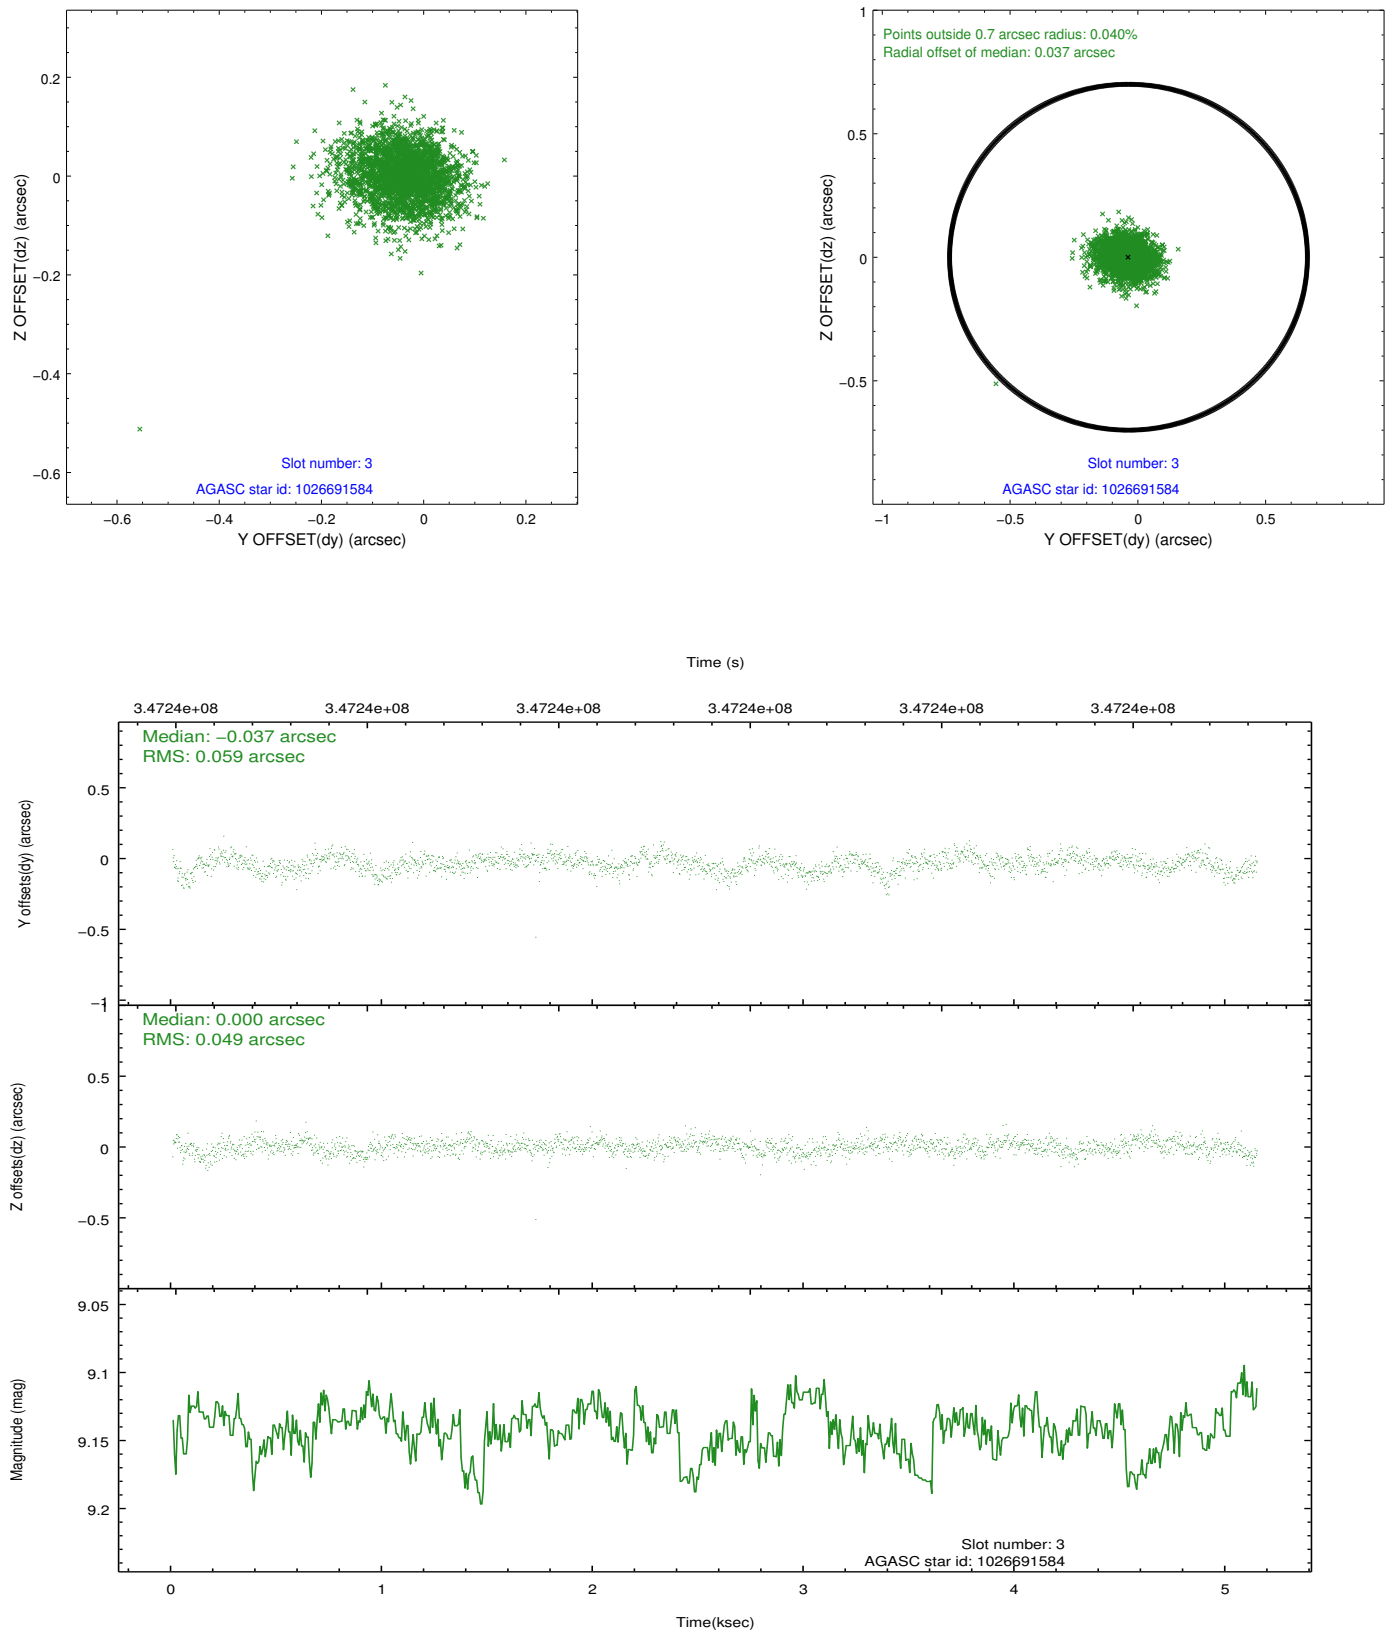 0.2
0
−0.2
−0.4
−0.6
Z OFFSET(dz) (arcsec)
Slot number: 3
AGASC star id: 1026691584
−0.6
−0.4
−0.2
0
0.2
Y OFFSET(dy) (arcsec)
Points outside 0.7 arcsec radius: 0.040%
Radial offset of median: 0.037 arcsec
1
0.5
0
−0.5
Z OFFSET(dz) (arcsec)
Slot number: 3
AGASC star id: 1026691584
−1
−0.5
0
0.5
Y OFFSET(dy) (arcsec)
Time (s)
3.4724e+08
3.4724e+08
3.4724e+08
3.4724e+08
3.4724e+08
3.4724e+08
Median: −0.037 arcsec
RMS: 0.059 arcsec
0.5
0
−0.5
−1
Y offsets(dy) (arcsec)
Median: 0.000 arcsec
RMS: 0.049 arcsec
0.5
0
−0.5
Z offsets(dz) (arcsec)
9.05
9.1
9.15
9.2
Magnitude (mag)
Slot number: 3
AGASC star id: 1026691584
0
1
2
3
4
5
Time(ksec)